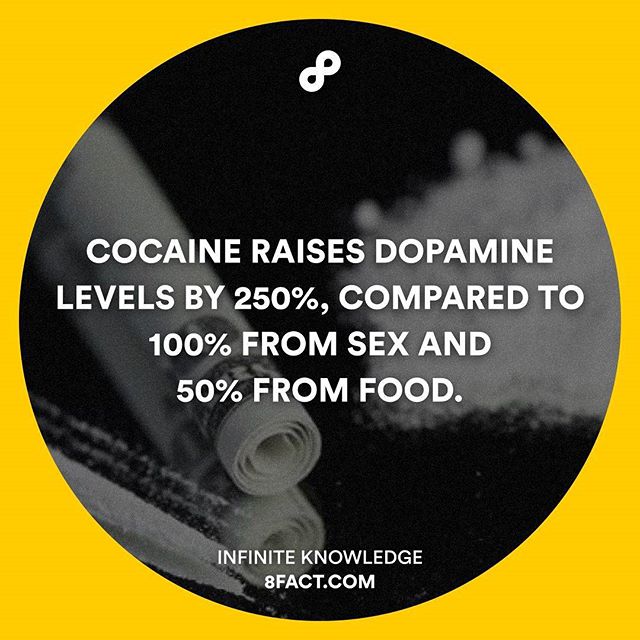 COCAINE RAISES DOPAMINE
LEVELS BY 250%, COMPARED TO
100% FROM SEX AND
50% FROM FOOD.
INFINITE KNOWLEDGE
8FACT.COM